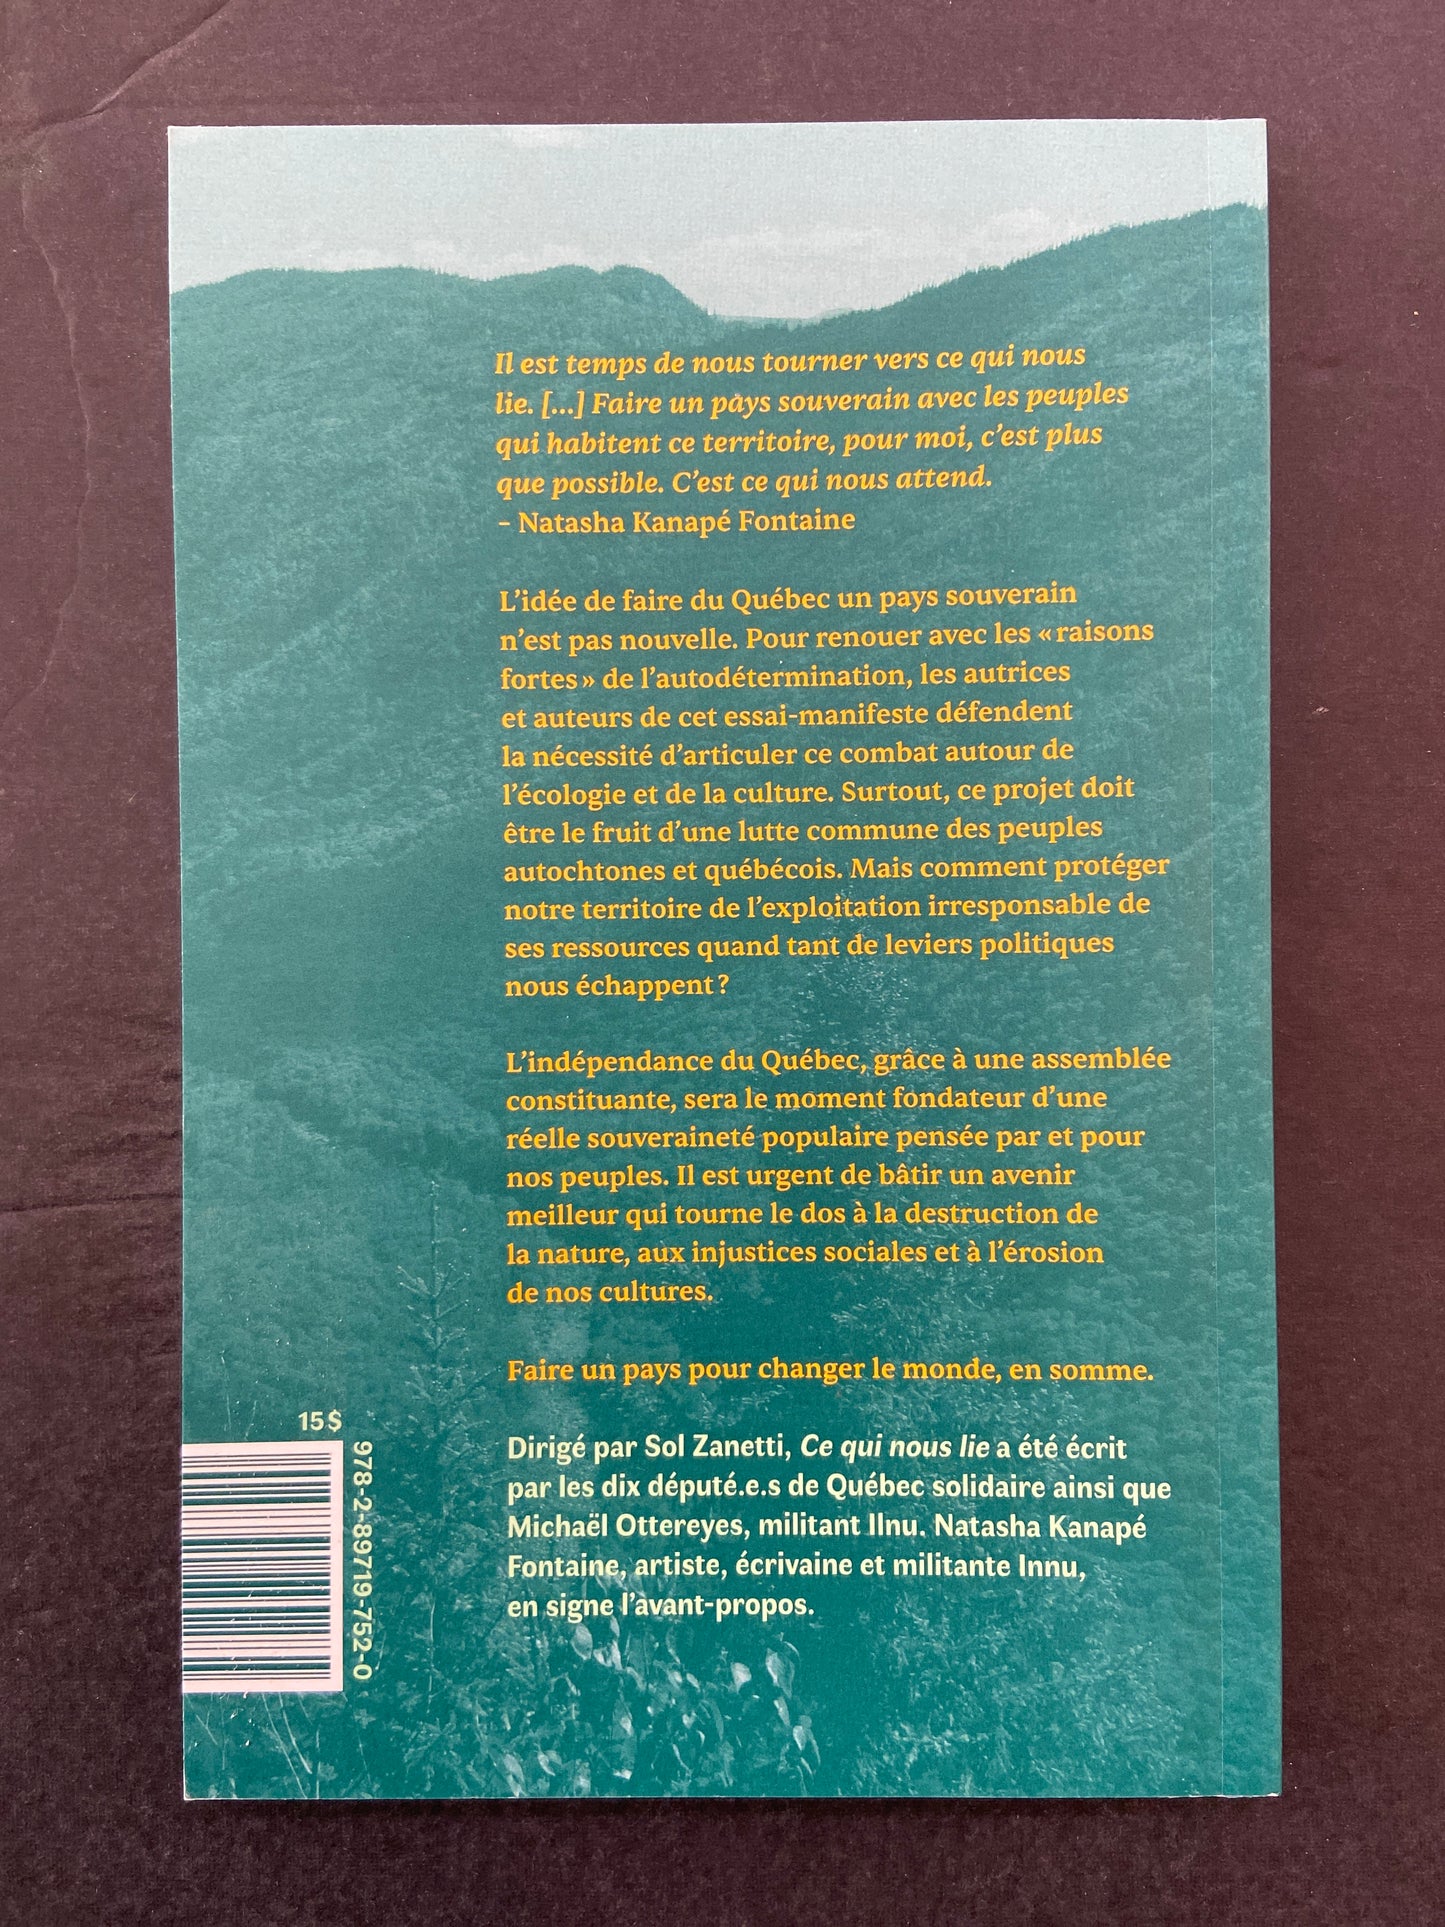 Il est temps de nous tourner vers ce qui nous
lie. [...] Faire un pays souverain avec les peuples
qui habitent ce territoire, pour moi, c’est plus
que possible. C’est ce qui nous attend.
– Natasha Kanapé Fontaine
L’idée de faire du Québec un pays souverain
n’est pas nouvelle. Pour renouer avec les « raisons
fortes » de l’autodétermination, les autrices
et auteurs de cet essai-manifeste défendent
la nécessité d’articuler ce combat autour de
l’écologie et de la culture. Surtout, ce projet doit
être le fruit d’une lutte commune des peuples
autochtones et québécois. Mais comment protéger
notre territoire de l’exploitation irresponsable de
ses ressources quand tant de leviers politiques
nous échappent ?
L’indépendance du Québec, grâce à une assemblée
constituante, sera le moment fondateur d’une
réelle souveraineté populaire pensée par et pour
nos peuples. Il est urgent de bâtir un avenir
meilleur qui tourne le dos à la destruction de
la nature, aux injustices sociales et à l’érosion
de nos cultures.
Faire un pays pour changer le monde, en somme.
Dirigé par Sol Zanetti, Ce qui nous lie a été écrit
par les dix député.e.s de Québec solidaire ainsi que
Michaël Ottereyes, militant Ilnu. Natasha Kanapé
Fontaine, artiste, écrivaine et militante Innu,
en signe l’avant-propos.
15 $
978-2-89719-752-0